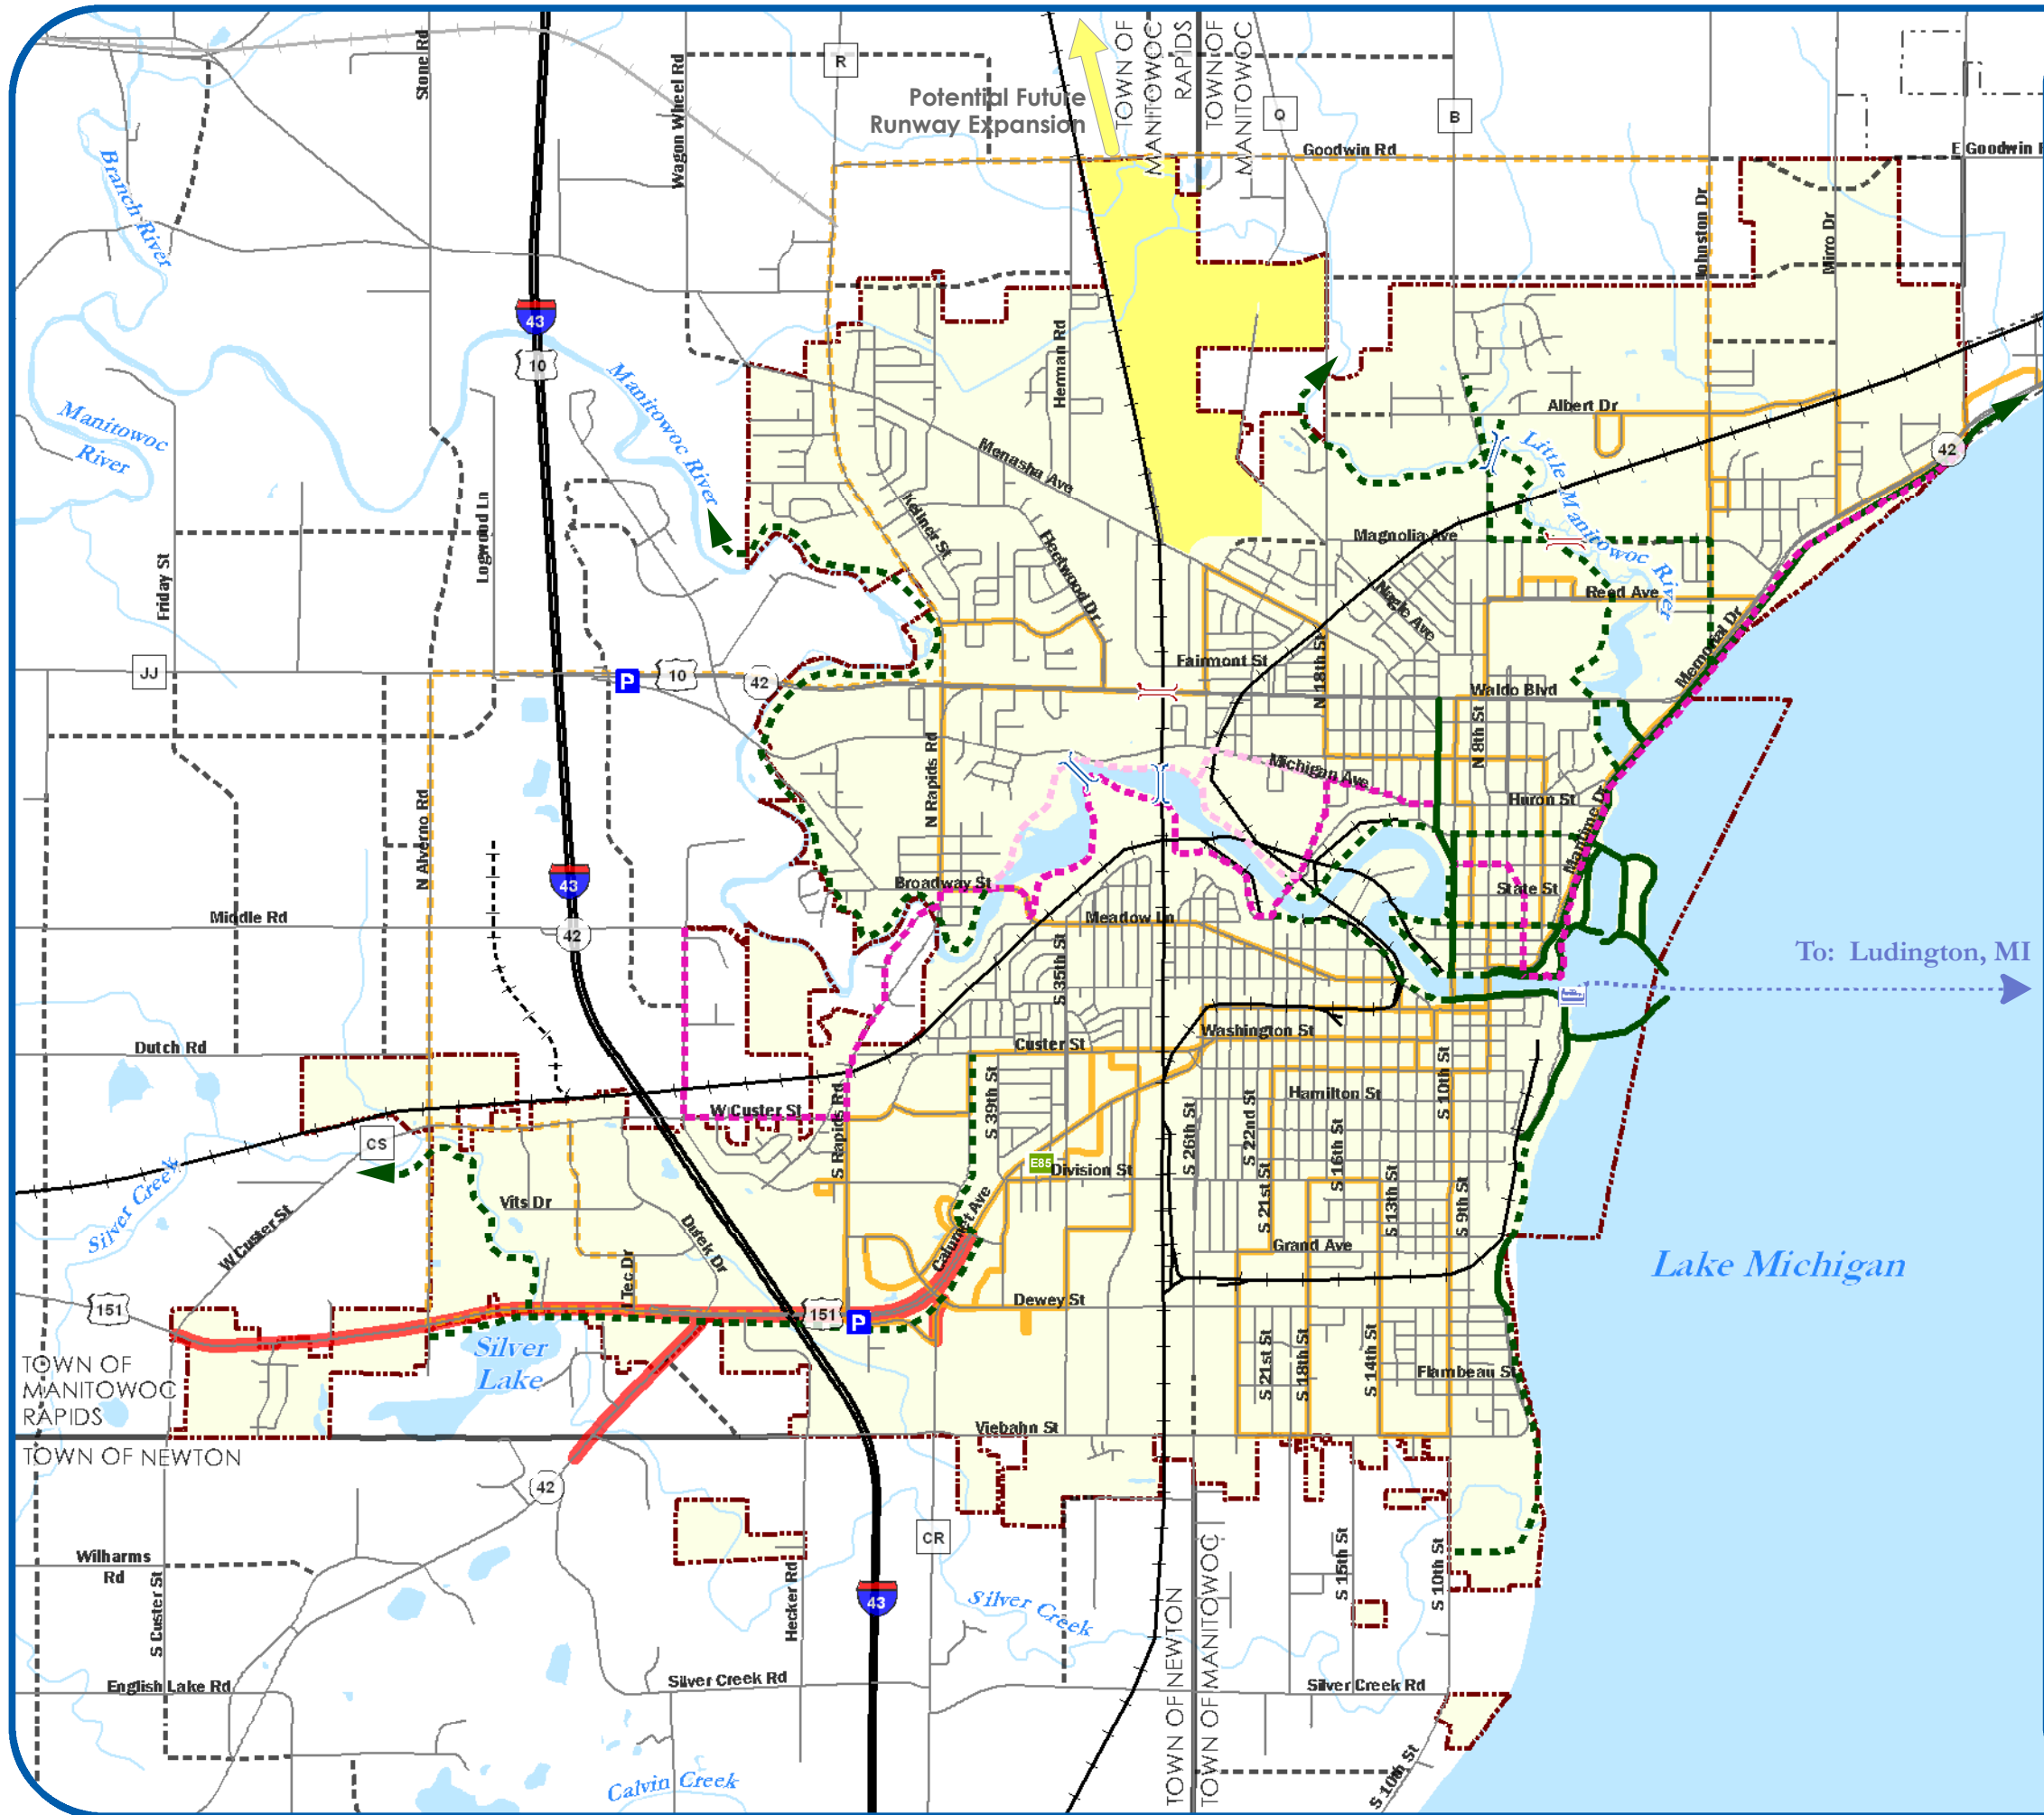 Stone Rd
Wagon Wheel Rd
R
Potential Future
Runway Expansion
TOWN OF
MANITOWOC
RAPIDS
TOWN OF
MANITOWOC
Q
B
Goodwin Rd
E Goodwin
Branch River
Johnston Dr
Mirro Dr
43
10
Manitowoc River
Manitowoc
River
Herman Rd
Albert Dr
Little Manitowoc River
42
Menasha Ave
Kellner St
Fleetwood Dr
Magnolia Ave
Nagle Ave
Reed Ave
Logwood Ln
Friday St
JJ
P
10
42
Fairmont St
N 18th St
Waldo Blvd
N 8th St
Memorial Dr
N Rapids Rd
Michigan Ave
Huron St
Maritime Dr
N Alverno Rd
43
Broadway St
State St
Middle Rd
42
Meadow Ln
S 35th St
To: Ludington, MI
Washington St
Custer St
Dutch Rd
S 39th St
Hamilton St
S 10th St
W Custer St
S Rapids Rd
CS
S 26th St
S 22nd St
S 16th St
E85
Division St
Silver Creek
Vits Dr
S 21st St
S 13th St
S 9th St
W Custer St
Dufek Dr
Calumet Ave
Grand Ave
Lake Michigan
I Tec Dr
151
151
P
Dewey St
Silver
Lake
S 21st St
S 18th St
S 14th St
Flambeau St
TOWN OF
MANITOWOC
RAPIDS
Viebahn St
TOWN OF NEWTON
42
CR
Wilharms
Rd
S Custer St
Hecker Rd
43
Silver Creek
TOWN OF NEWTON
TOWN OF MANITOWOC
S 15th St
S 10th St
English Lake Rd
Silver Creek Rd
Silver Creek Rd
Calvin Creek
S 10th St